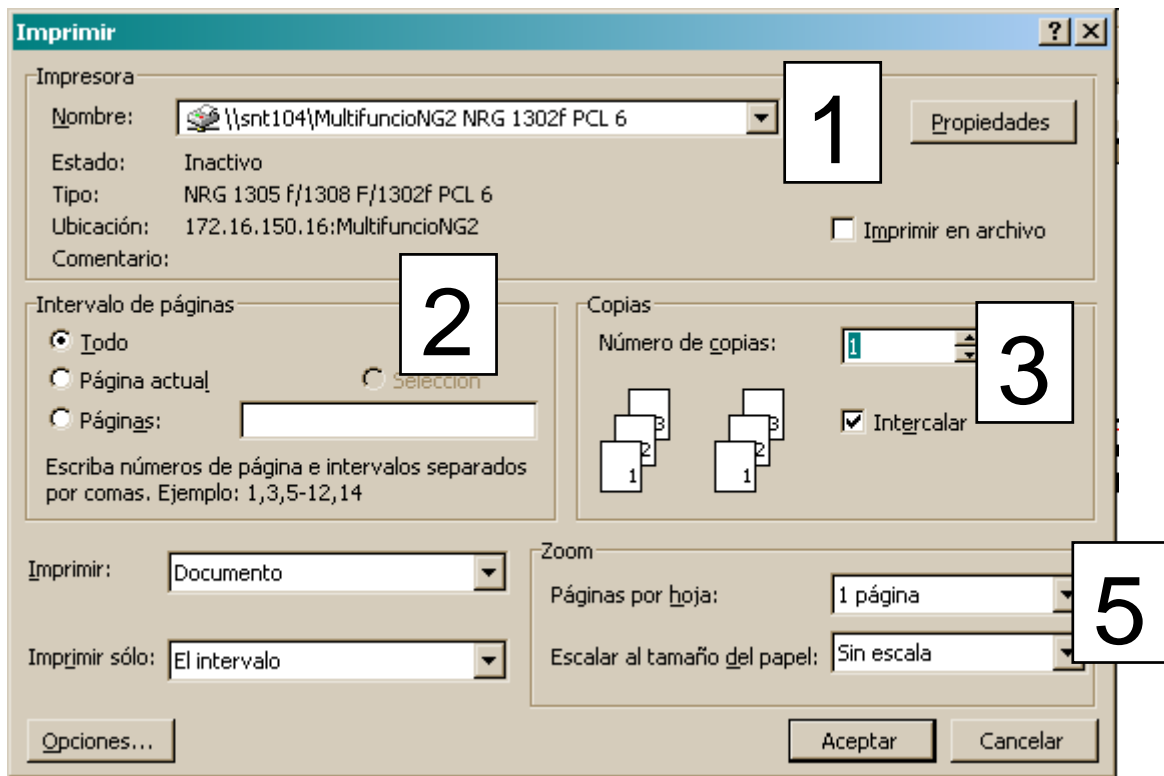 Imprimir
Impresora
Nombre: \\snt104\MultifuncioNG2 NRG 1302f PCL 6
1
Propiedades
Estado: Inactivo
Tipo: NRG 1305 f/1308 F/1302f PCL 6
Ubicación: 172.16.150.16:MultifuncioNG2
Imprimir en archivo
Comentario:
Intervalo de páginas
2
Todo
Página actual
Selección
Páginas:
Escriba números de página e intervalos separados
por comas. Ejemplo: 1,3,5-12,14
Copias
Número de copias: 1
3
3 2 1
3 2 1
Intercalar
Imprimir: Documento
Imprimir sólo: El intervalo
Zoom
Páginas por hoja: 1 página
5
Escalar al tamaño del papel: Sin escala
Opciones...
Aceptar
Cancelar